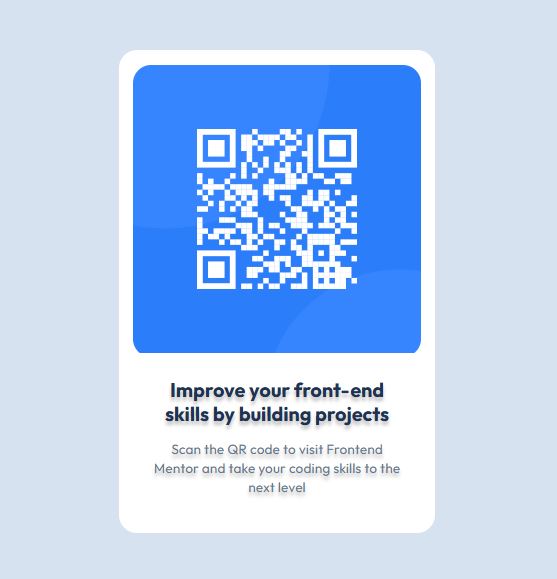 Improve your front-end
skills by building projects
Scan the QR code to visit Frontend
Mentor and take your coding skills to the
next level